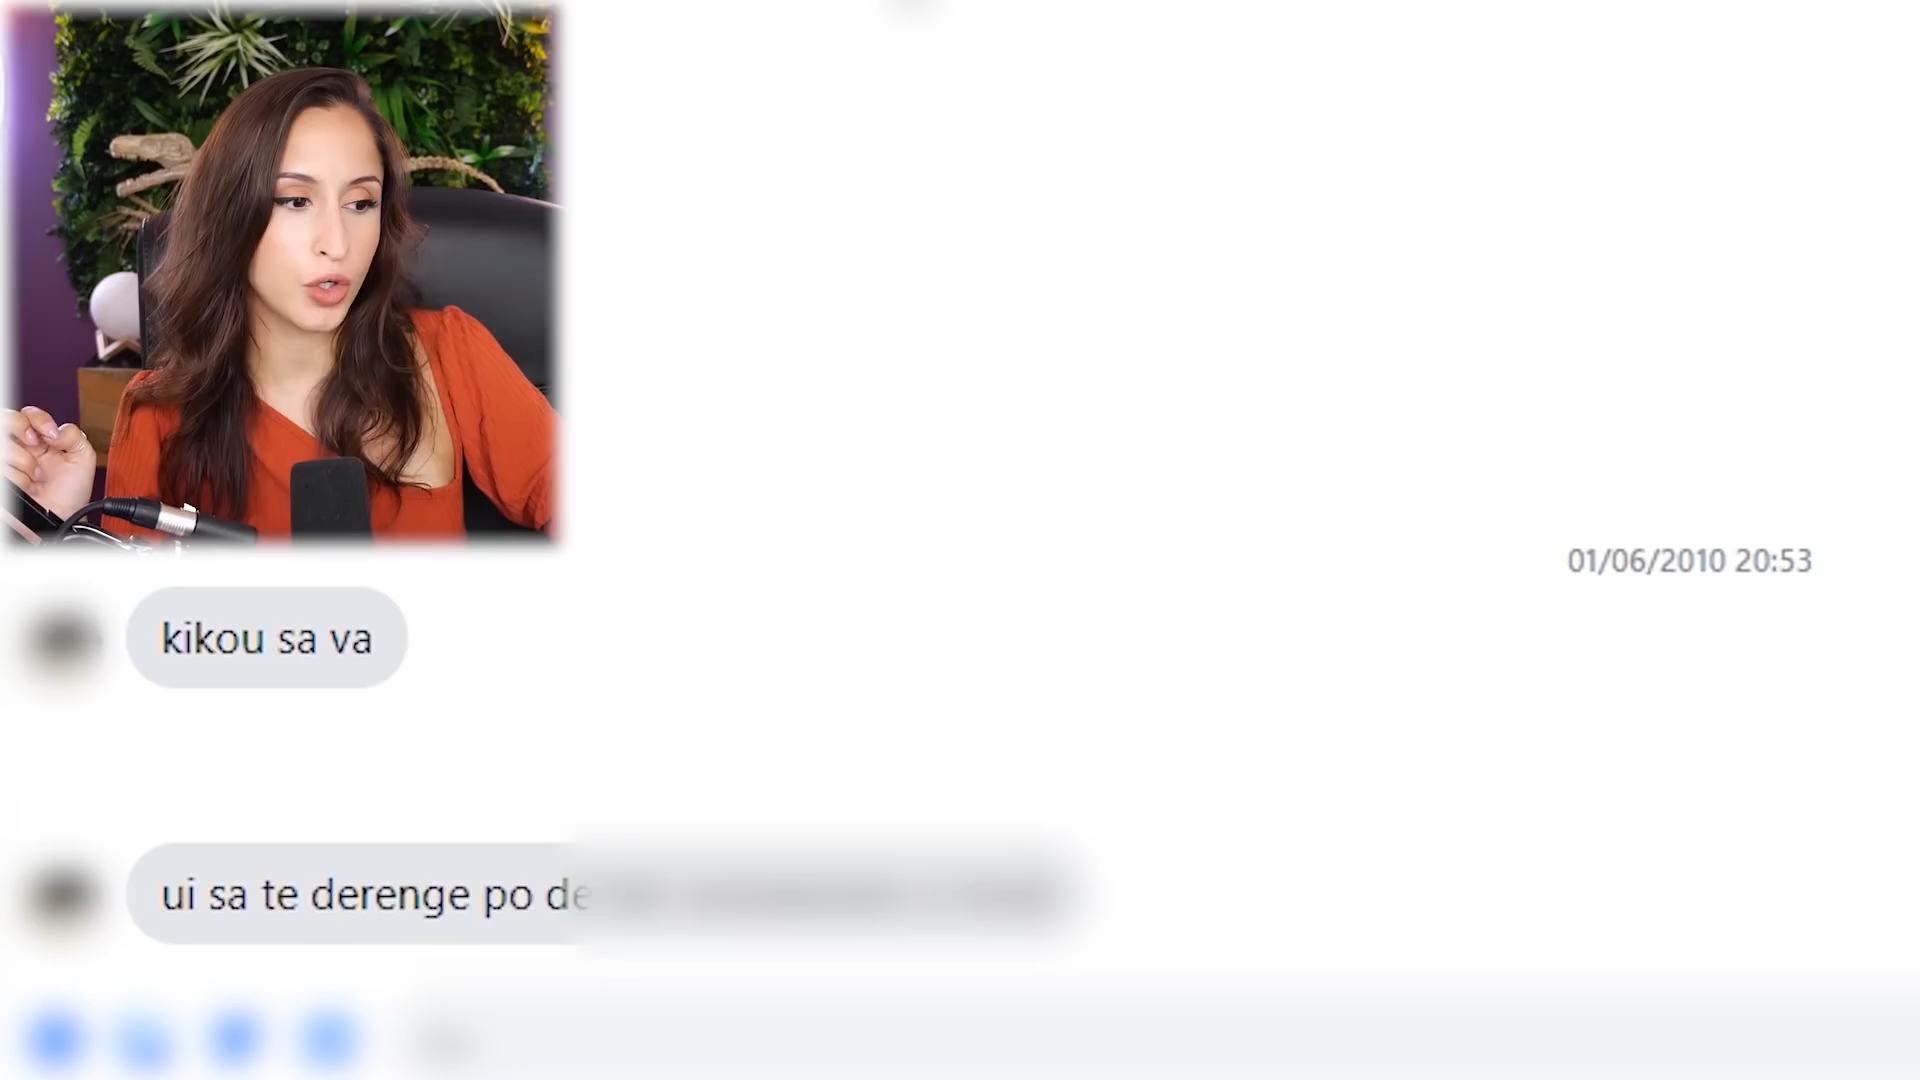 01/06/2010 20:53
kikou sa va
ui sa te derenge po de